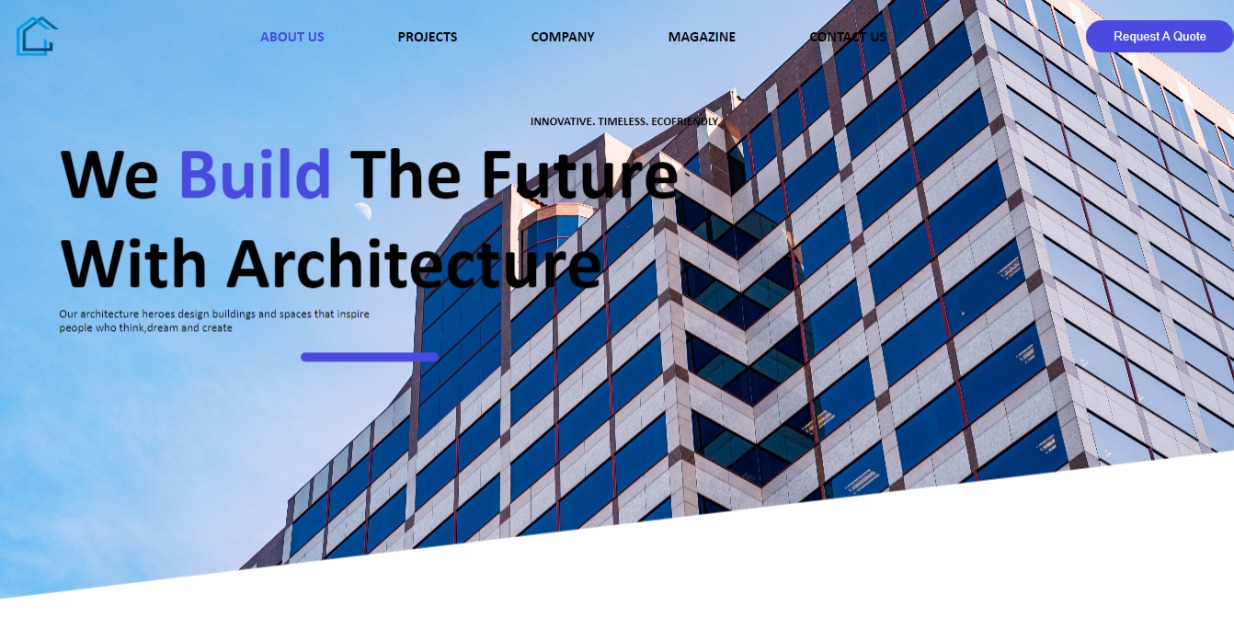 ABOUT US PROJECTS COMPANY MAGAZINE CONTACT US Request A Quote
INNOVATIVE. TIMELESS. ECOFRIENDLY
We Build The Future
With Architecture
Our architecture heroes design buildings and spaces that inspire
people who think,dream and create